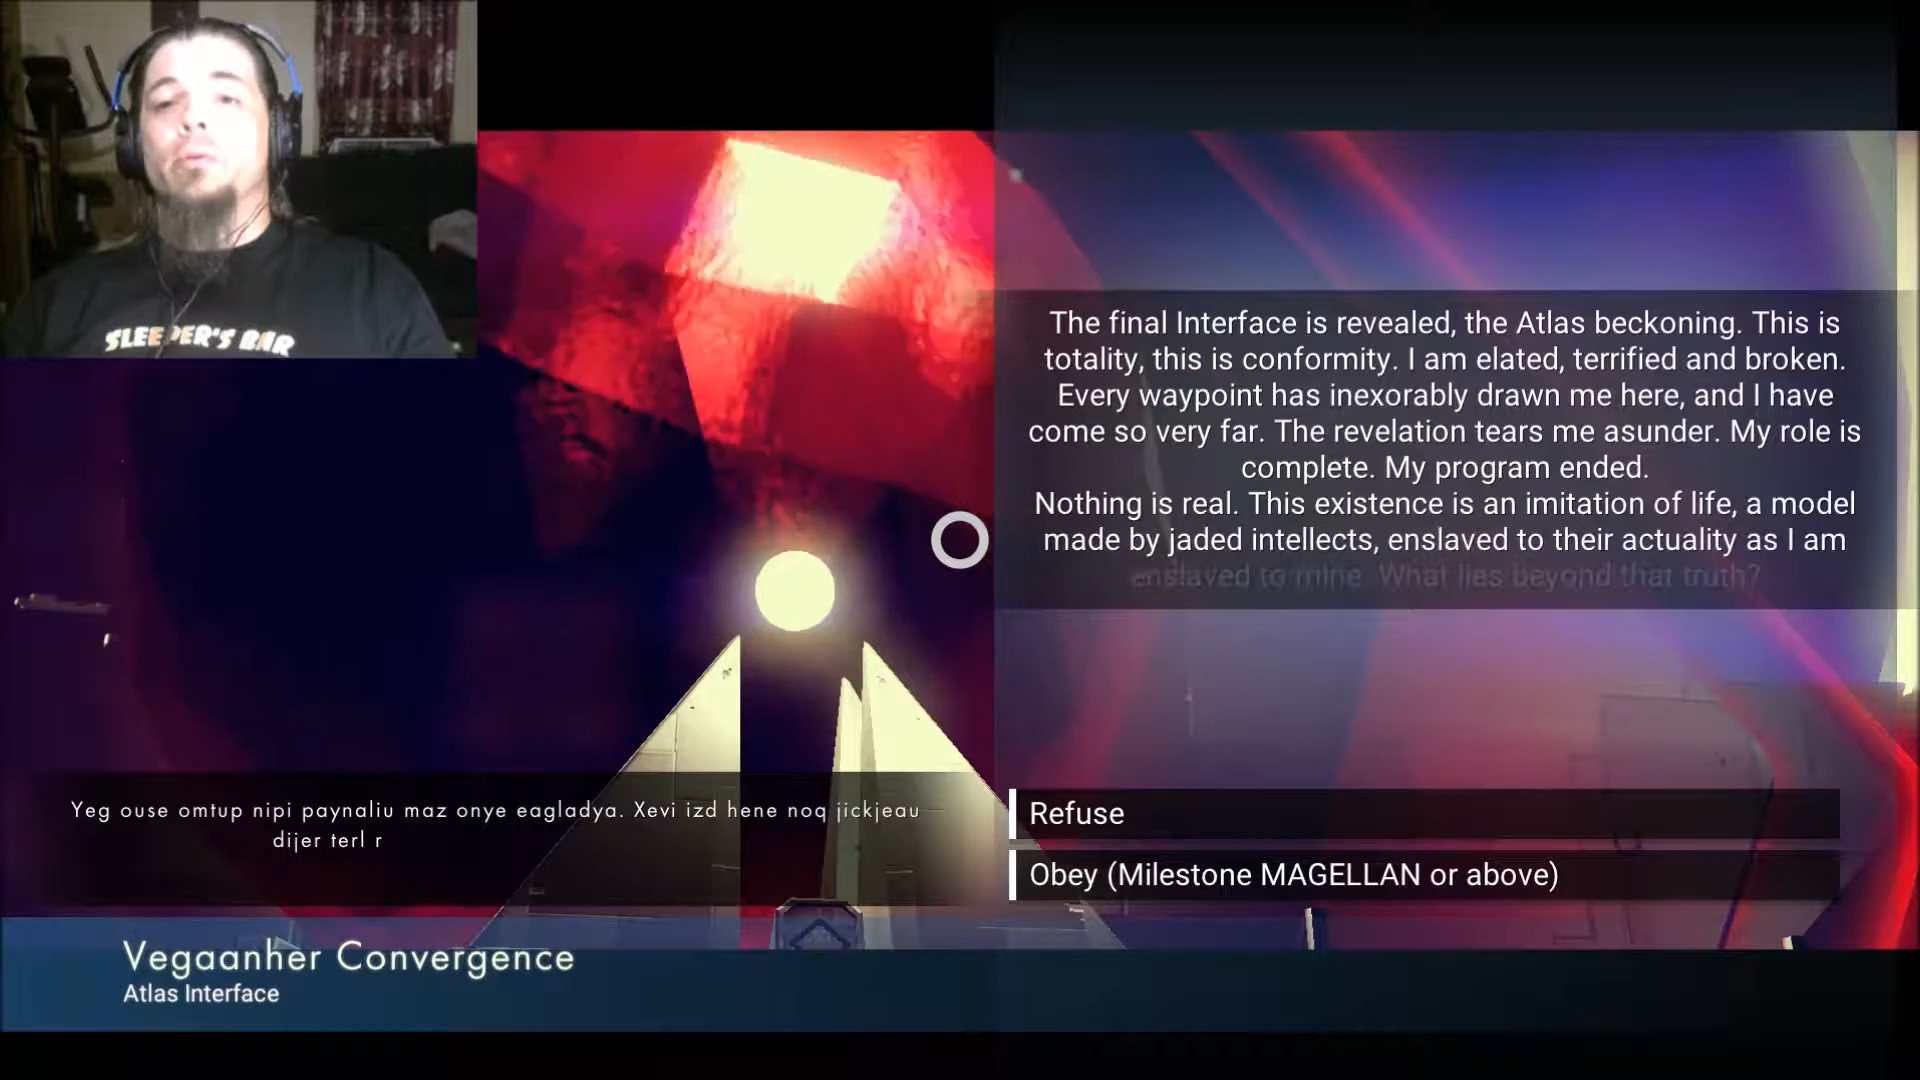 SLEEPER'S BAR
The final Interface is revealed, the Atlas beckoning. This is
totality, this is conformity. I am elated, terrified and broken.
Every waypoint has inexorably drawn me here, and I have
come so very far. The revelation tears me asunder. My role is
complete. My program ended.
Nothing is real. This existence is an imitation of life, a model
made by jaded intellects, enslaved to their actuality as I am
enslaved to mine. What lies beyond that truth?
Yeg ouse omtup nipi paynaliu maz onye eagladya. Xevi izd hene noq jickjeau
dijer terl r
Refuse
Obey (Milestone MAGELLAN or above)
Vegaanher Convergence
Atlas Interface